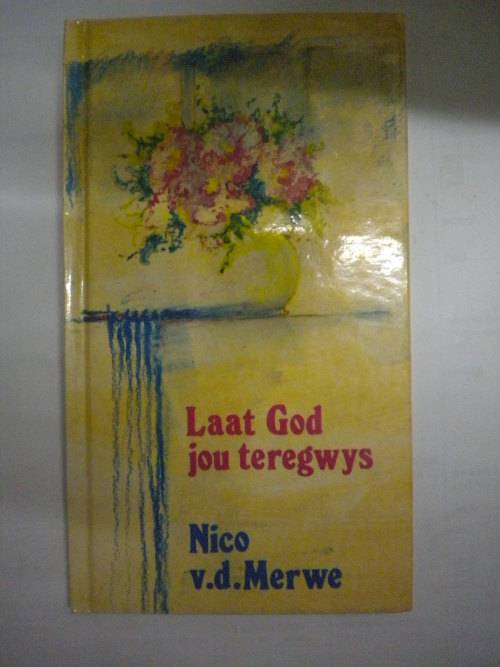 Laat God
jou teregwys
Nico
v.d.Merwe